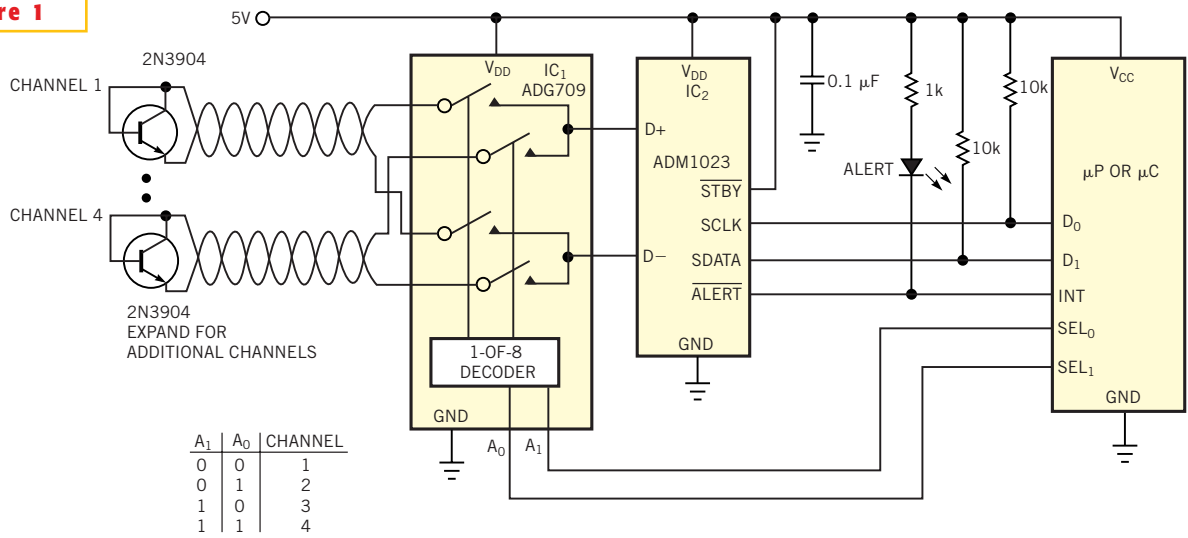 re 1
5V
2N3904
CHANNEL 1
CHANNEL 4
2N3904
EXPAND FOR
ADDITIONAL CHANNELS
V_DD
IC1
ADG709
1-OF-8
DECODER
GND
A0
A1
A1 A0 CHANNEL
0 0 1
0 1 2
1 0 3
1 1 4
V_DD
IC2
D+
ADM1023
STBY
SCLK
D−
SDATA
ALERT
GND
0.1 µF
1k
10k
10k
ALERT
V_CC
µP OR µC
D0
D1
INT
SEL0
SEL1
GND